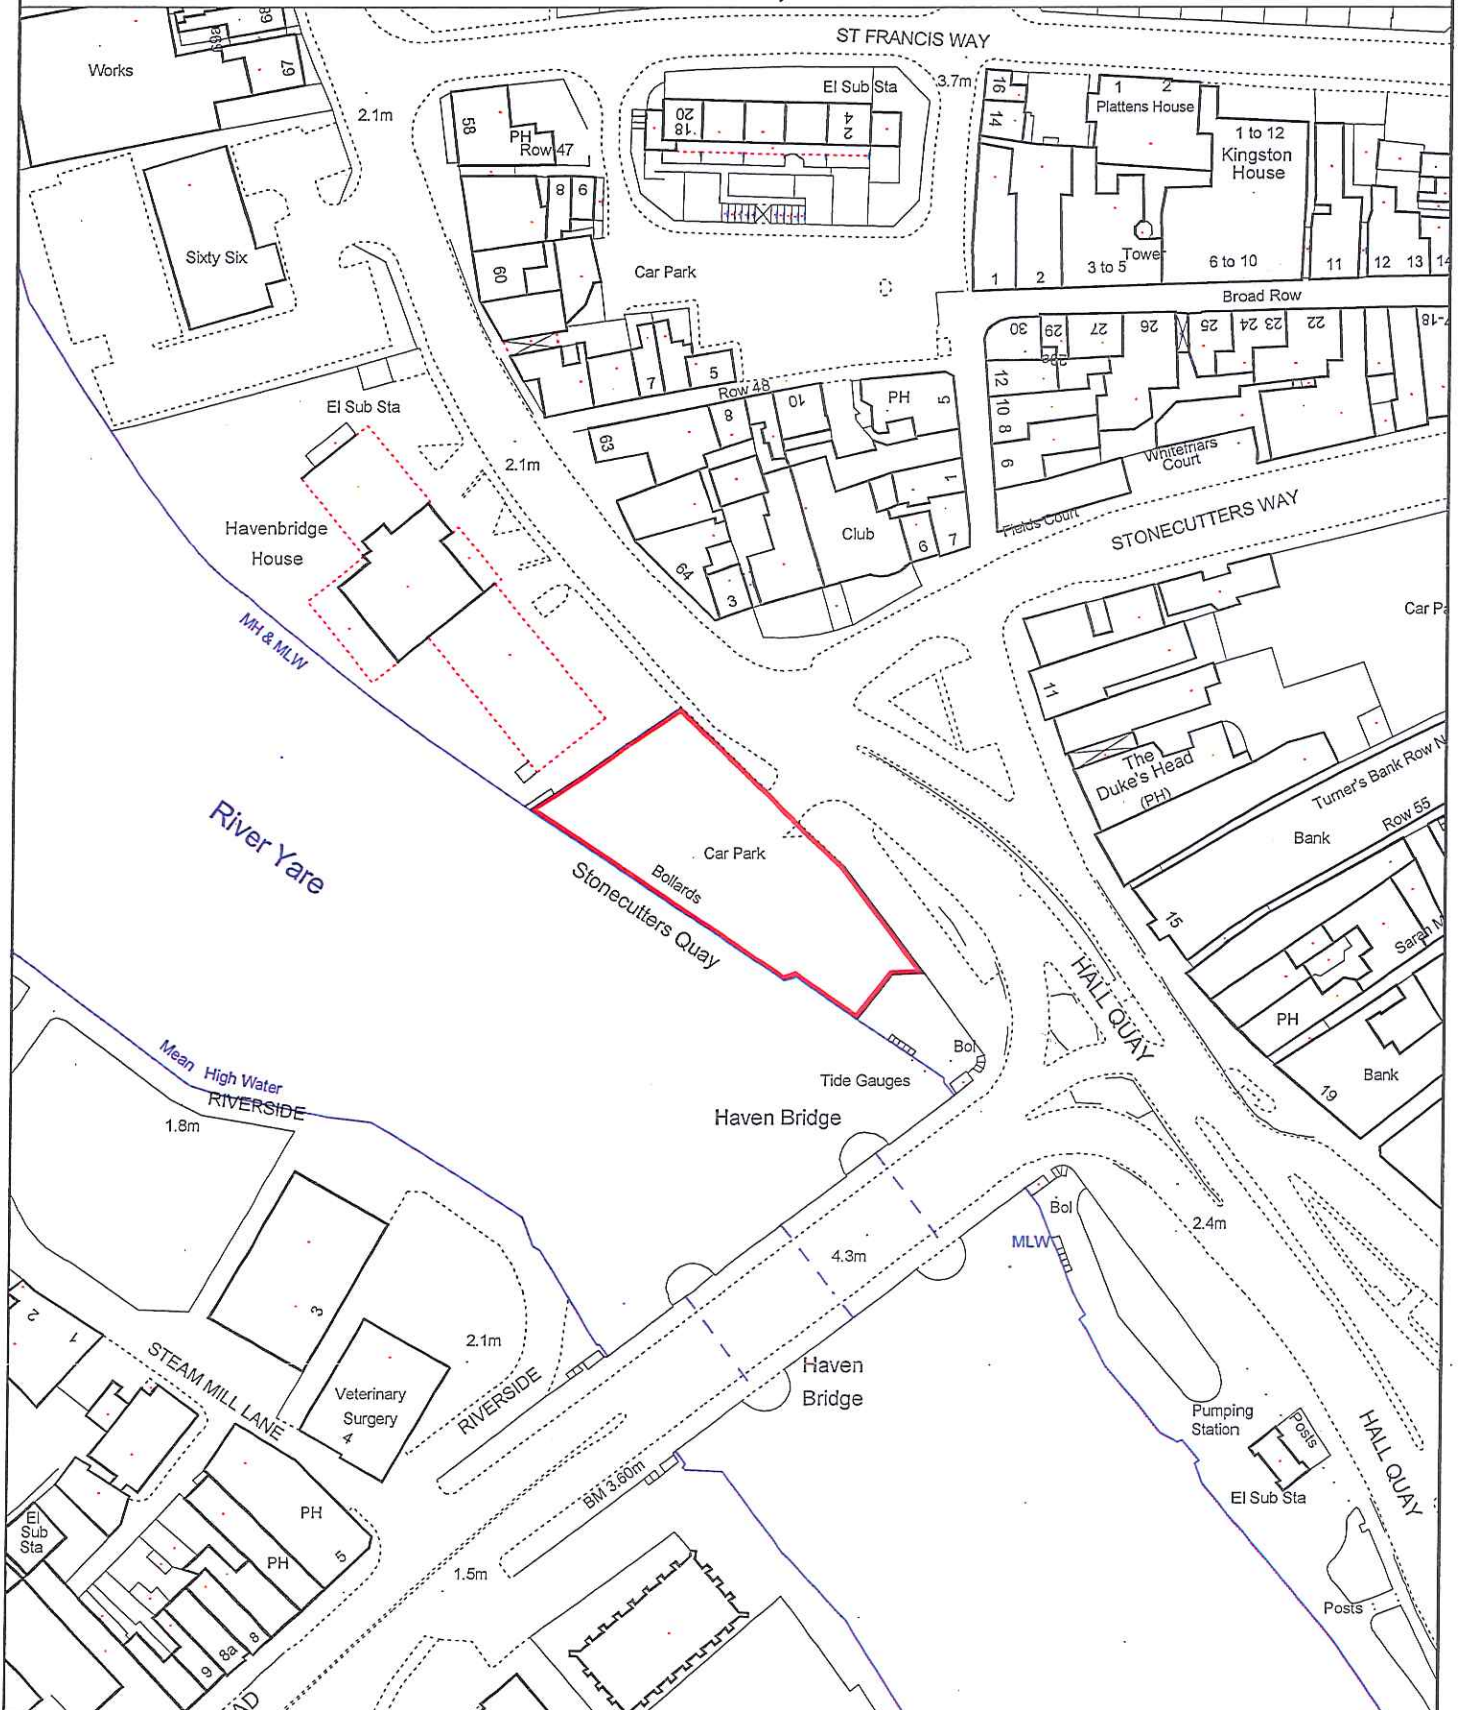 ST FRANCIS WAY
Works
69a
67
2.1m
58
PH
Row 47
8
6
El Sub Sta
20
18
2
4
3.7m
16
14
1
2
Plattens House
1 to 12
Kingston
House
Sixty Six
60
Car Park
Tower
1
2
3 to 5
6 to 10
11
12
13
14
Broad Row
30
29
27
26
25
24
23
22
29a
El Sub Sta
7
5
Row 48
8
10
PH
5
12
10
8
6
63
2.1m
1
Whitefriars
Court
Fields Court
STONECUTTERS WAY
Havenbridge
House
Club
6
7
64
3
Car Pa
MH & MLW
11
The
Duke's Head
(PH)
Turner's Bank Row N
River Yare
Car Park
Bollards
Stonecutters Quay
Bank
Row 55
15
Sarah M
HALL QUAY
PH
Bank
19
Mean High Water
RIVERSIDE
1.8m
Bol
Tide Gauges
Haven Bridge
Bol
2.4m
MLW
4.3m
3
2
1
2.1m
STEAM MILL LANE
Veterinary
Surgery
4
RIVERSIDE
Haven
Bridge
Pumping
Station
Posts
HALL QUAY
El Sub Sta
BM 3.60m
PH
PH
5
El
Sub
Sta
1.5m
Posts
9
8a
8
AD